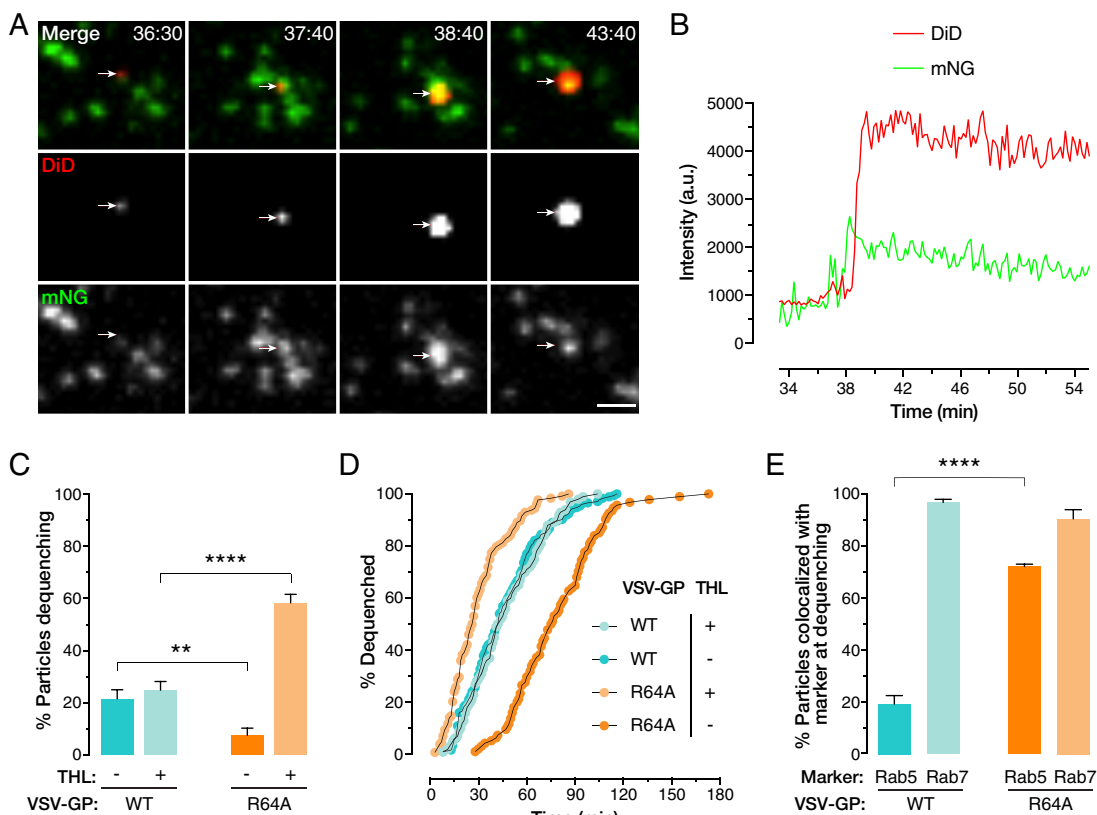 A
Merge 36:30 37:40 38:40 43:40
DiD
mNG
B
DiD
mNG
5000
4000
3000
2000
1000
0
Intensity (a.u.)
34 38 42 46 50 54
Time (min)
C
% Particles dequenching
100
80
60
40
20
0
**
****
THL: - + - +
VSV-GP: WT R64A
D
% Dequenched
100
80
60
40
20
0
VSV-GP THL
WT +
WT -
R64A +
R64A -
0 30 60 90 120 150 180
Time (min)
E
% Particles colocalized with
marker at dequenching
100
80
60
40
20
0
****
Marker: Rab5 Rab7 Rab5 Rab7
VSV-GP: WT R64A